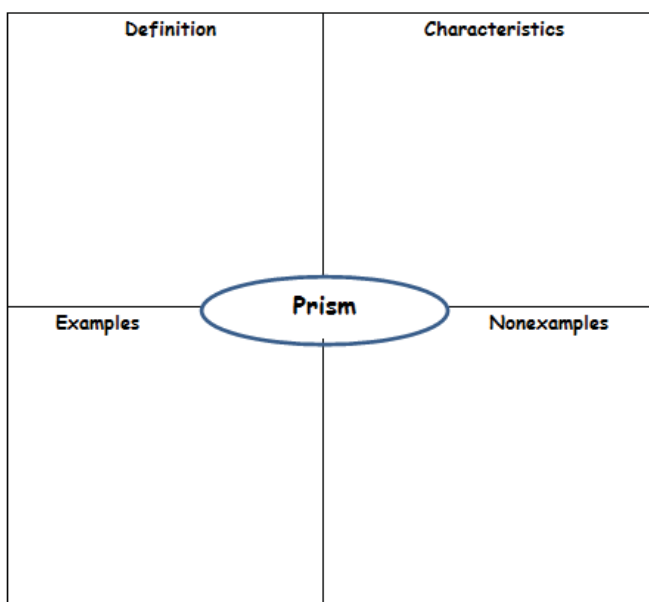 Definition
Characteristics
Prism
Examples
Nonexamples